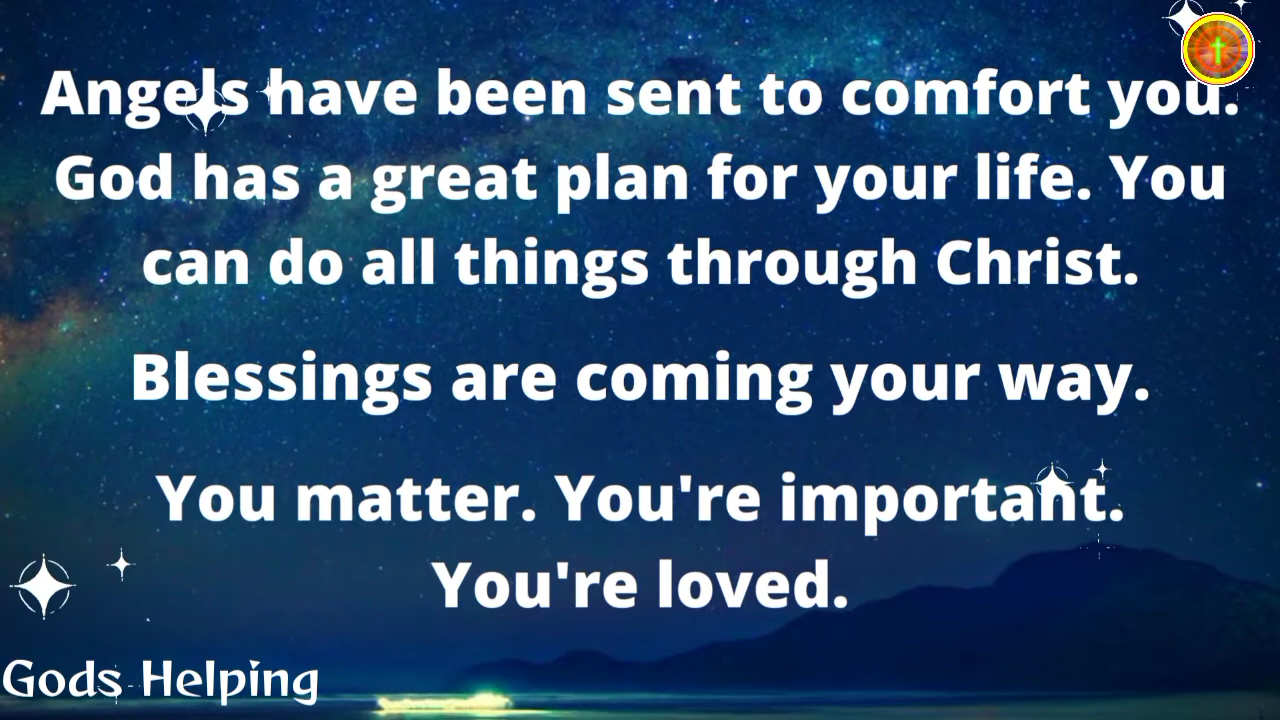 Angels have been sent to comfort you.
God has a great plan for your life. You
can do all things through Christ.
Blessings are coming your way.
You matter. You're important.
You're loved.
Gods Helping